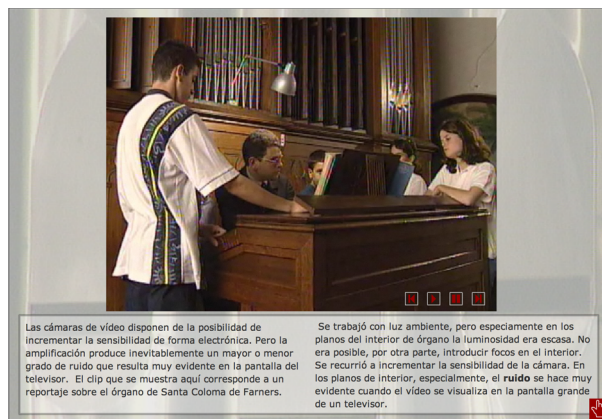 Las cámaras de vídeo disponen de la posibilidad de
incrementar la sensibilidad de forma electrónica. Pero la
amplificación produce inevitablemente un mayor o menor
grado de ruido que resulta muy evidente en la pantalla del
televisor. El clip que se muestra aquí corresponde a un
reportaje sobre el órgano de Santa Coloma de Farners.
Se trabajó con luz ambiente, pero especiamente en los
planos del interior de órgano la luminosidad era escasa. No
era posible, por otra parte, introducir focos en el interior.
Se recurrió a incrementar la sensibilidad de la cámara. En
los planos de interior, especialmente, el ruido se hace muy
evidente cuando el vídeo se visualiza en la pantalla grande
de un televisor.